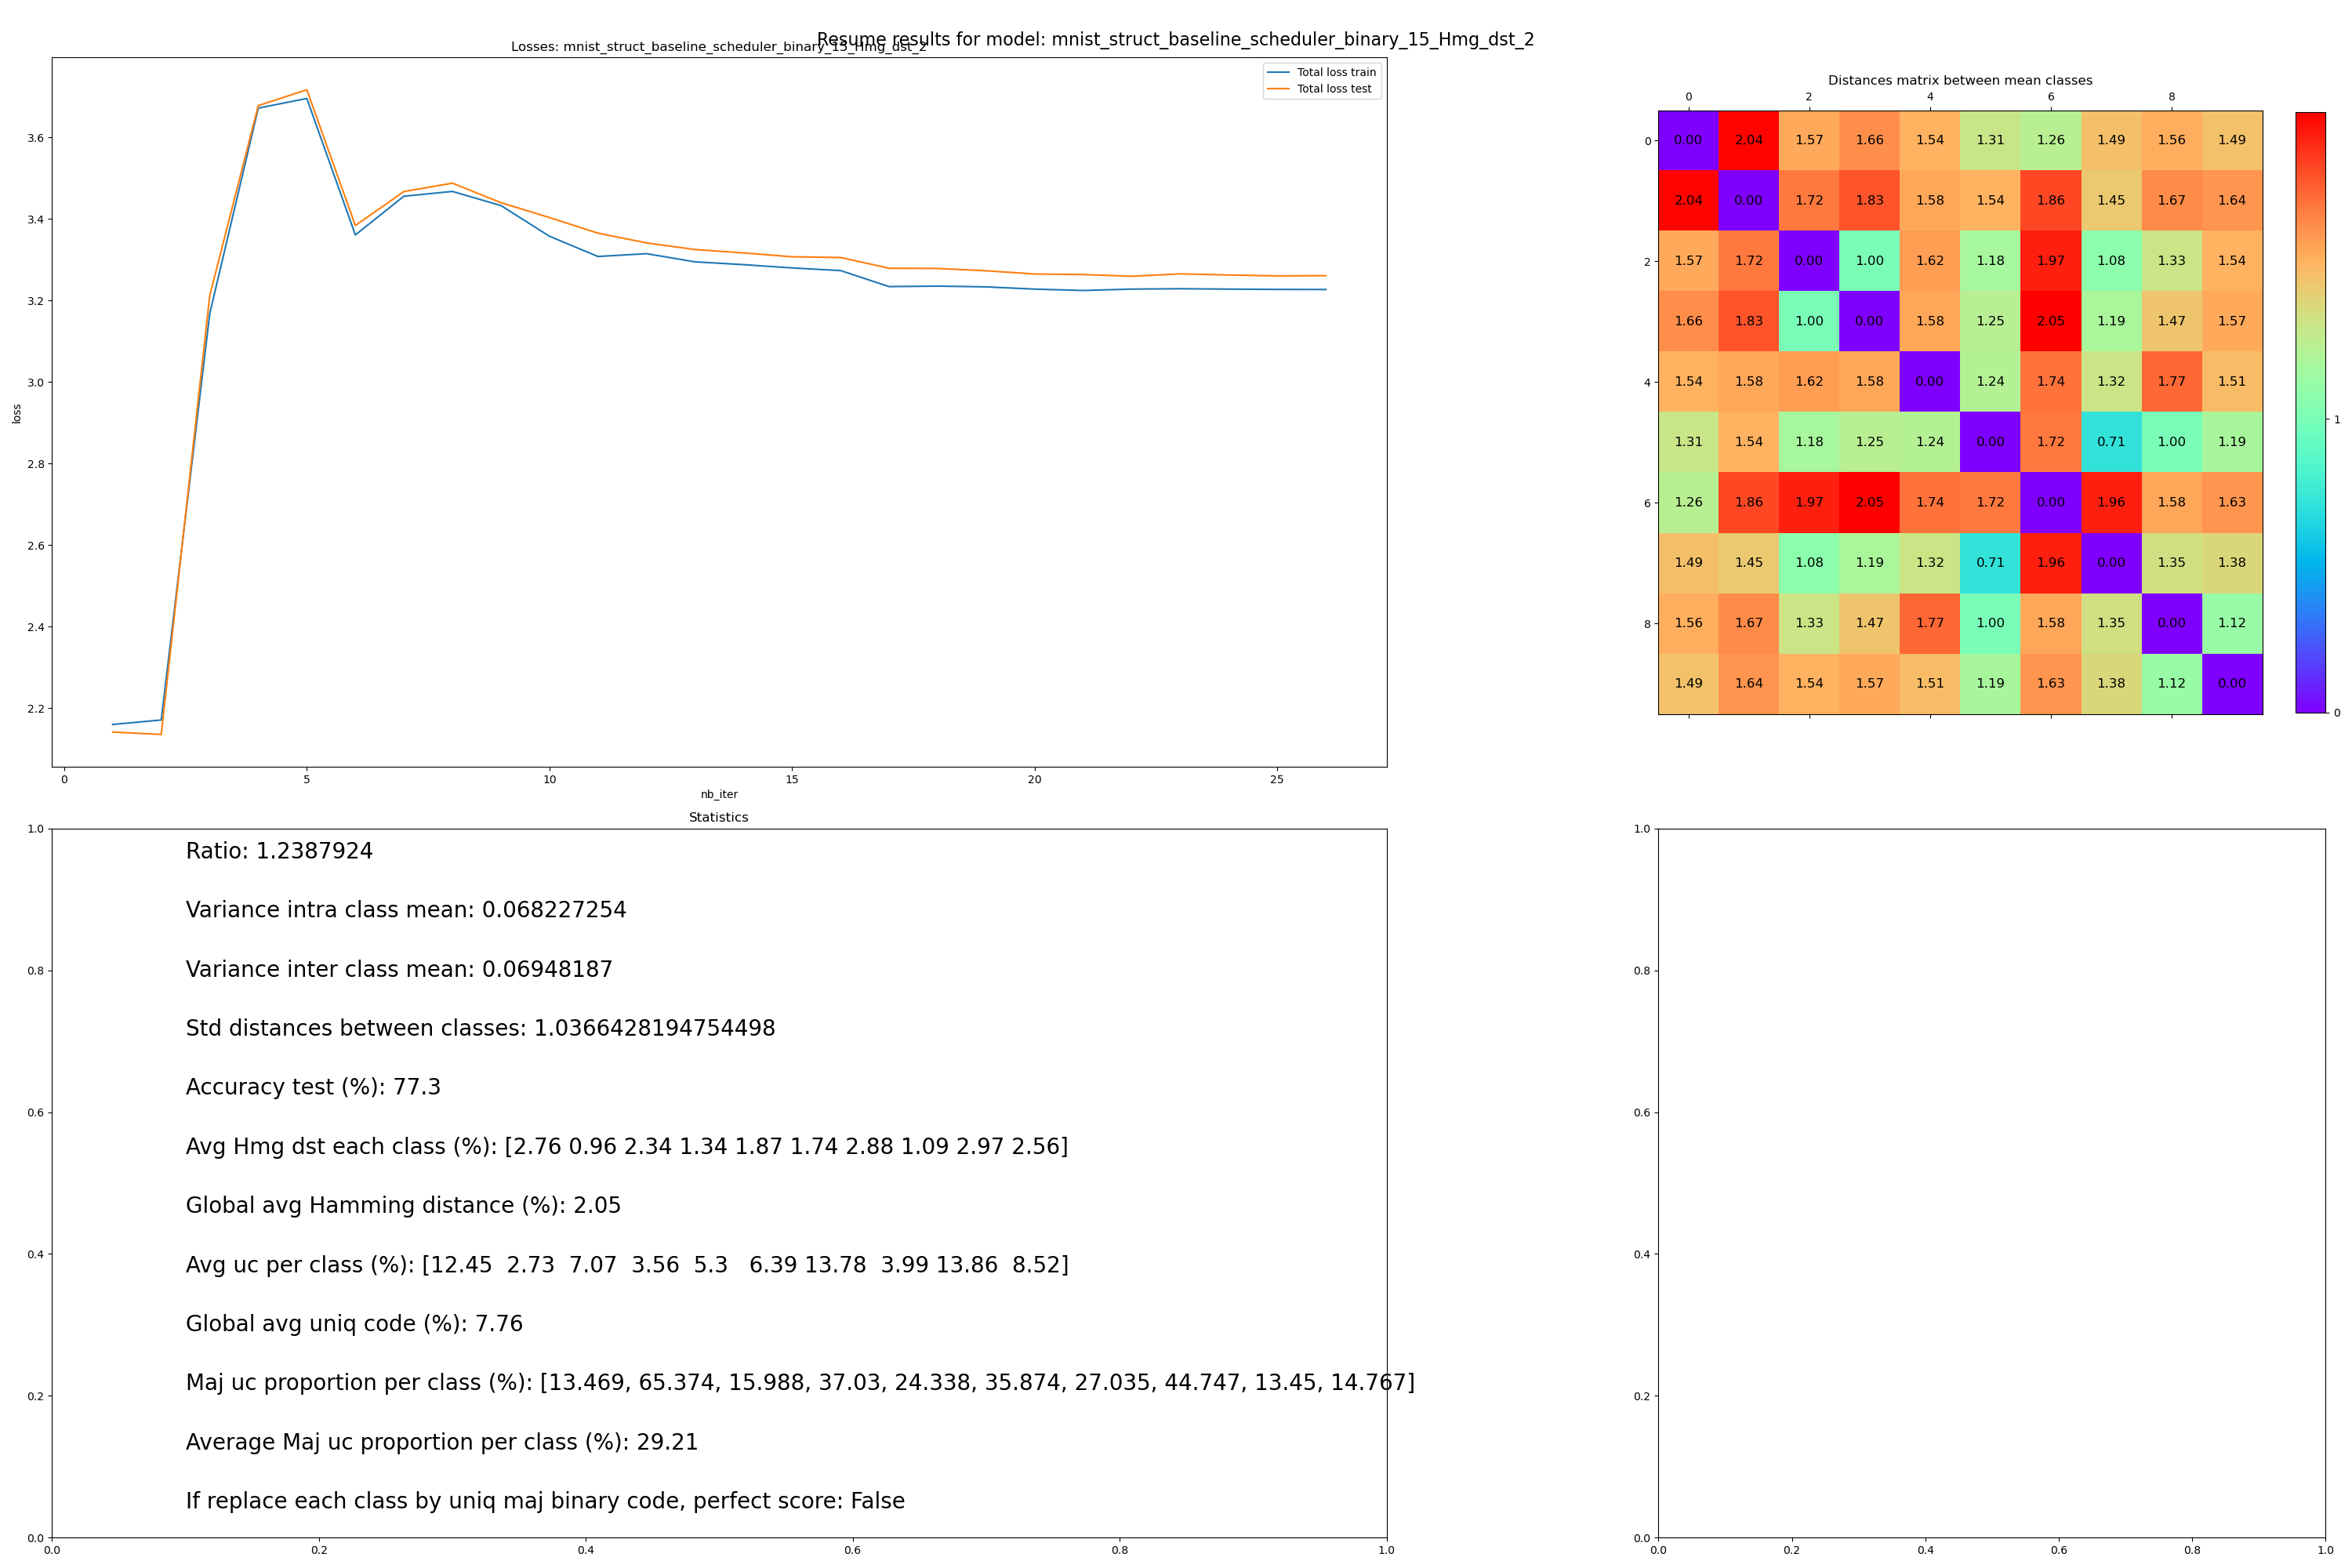 Resume results for model: mnist_struct_baseline_scheduler_binary_15_Hmg_dst_2
Losses: mnist_struct_baseline_scheduler_binary_15_Hmg_dst_2
Total loss train
Total loss test
3.6
3.4
3.2
3.0
2.8
2.6
2.4
2.2
loss
0 5 10 15 20 25
nb_iter
Distances matrix between mean classes
0 2 4 6 8
0 0.00 2.04 1.57 1.66 1.54 1.31 1.26 1.49 1.56 1.49
2.04 0.00 1.72 1.83 1.58 1.54 1.86 1.45 1.67 1.64
2 1.57 1.72 0.00 1.00 1.62 1.18 1.97 1.08 1.33 1.54
1.66 1.83 1.00 0.00 1.58 1.25 2.05 1.19 1.47 1.57
4 1.54 1.58 1.62 1.58 0.00 1.24 1.74 1.32 1.77 1.51
1.31 1.54 1.18 1.25 1.24 0.00 1.72 0.71 1.00 1.19
6 1.26 1.86 1.97 2.05 1.74 1.72 0.00 1.96 1.58 1.63
1.49 1.45 1.08 1.19 1.32 0.71 1.96 0.00 1.35 1.38
8 1.56 1.67 1.33 1.47 1.77 1.00 1.58 1.35 0.00 1.12
1.49 1.64 1.54 1.57 1.51 1.19 1.63 1.38 1.12 0.00
1
0
Statistics
1.0
0.8
0.6
0.4
0.2
0.0
Ratio: 1.2387924
Variance intra class mean: 0.068227254
Variance inter class mean: 0.06948187
Std distances between classes: 1.0366428194754498
Accuracy test (%): 77.3
Avg Hmg dst each class (%): [2.76 0.96 2.34 1.34 1.87 1.74 2.88 1.09 2.97 2.56]
Global avg Hamming distance (%): 2.05
Avg uc per class (%): [12.45 2.73 7.07 3.56 5.3 6.39 13.78 3.99 13.86 8.52]
Global avg uniq code (%): 7.76
Maj uc proportion per class (%): [13.469, 65.374, 15.988, 37.03, 24.338, 35.874, 27.035, 44.747, 13.45, 14.767]
Average Maj uc proportion per class (%): 29.21
If replace each class by uniq maj binary code, perfect score: False
0.0 0.2 0.4 0.6 0.8 1.0
1.0
0.8
0.6
0.4
0.2
0.0
0.0 0.2 0.4 0.6 0.8 1.0